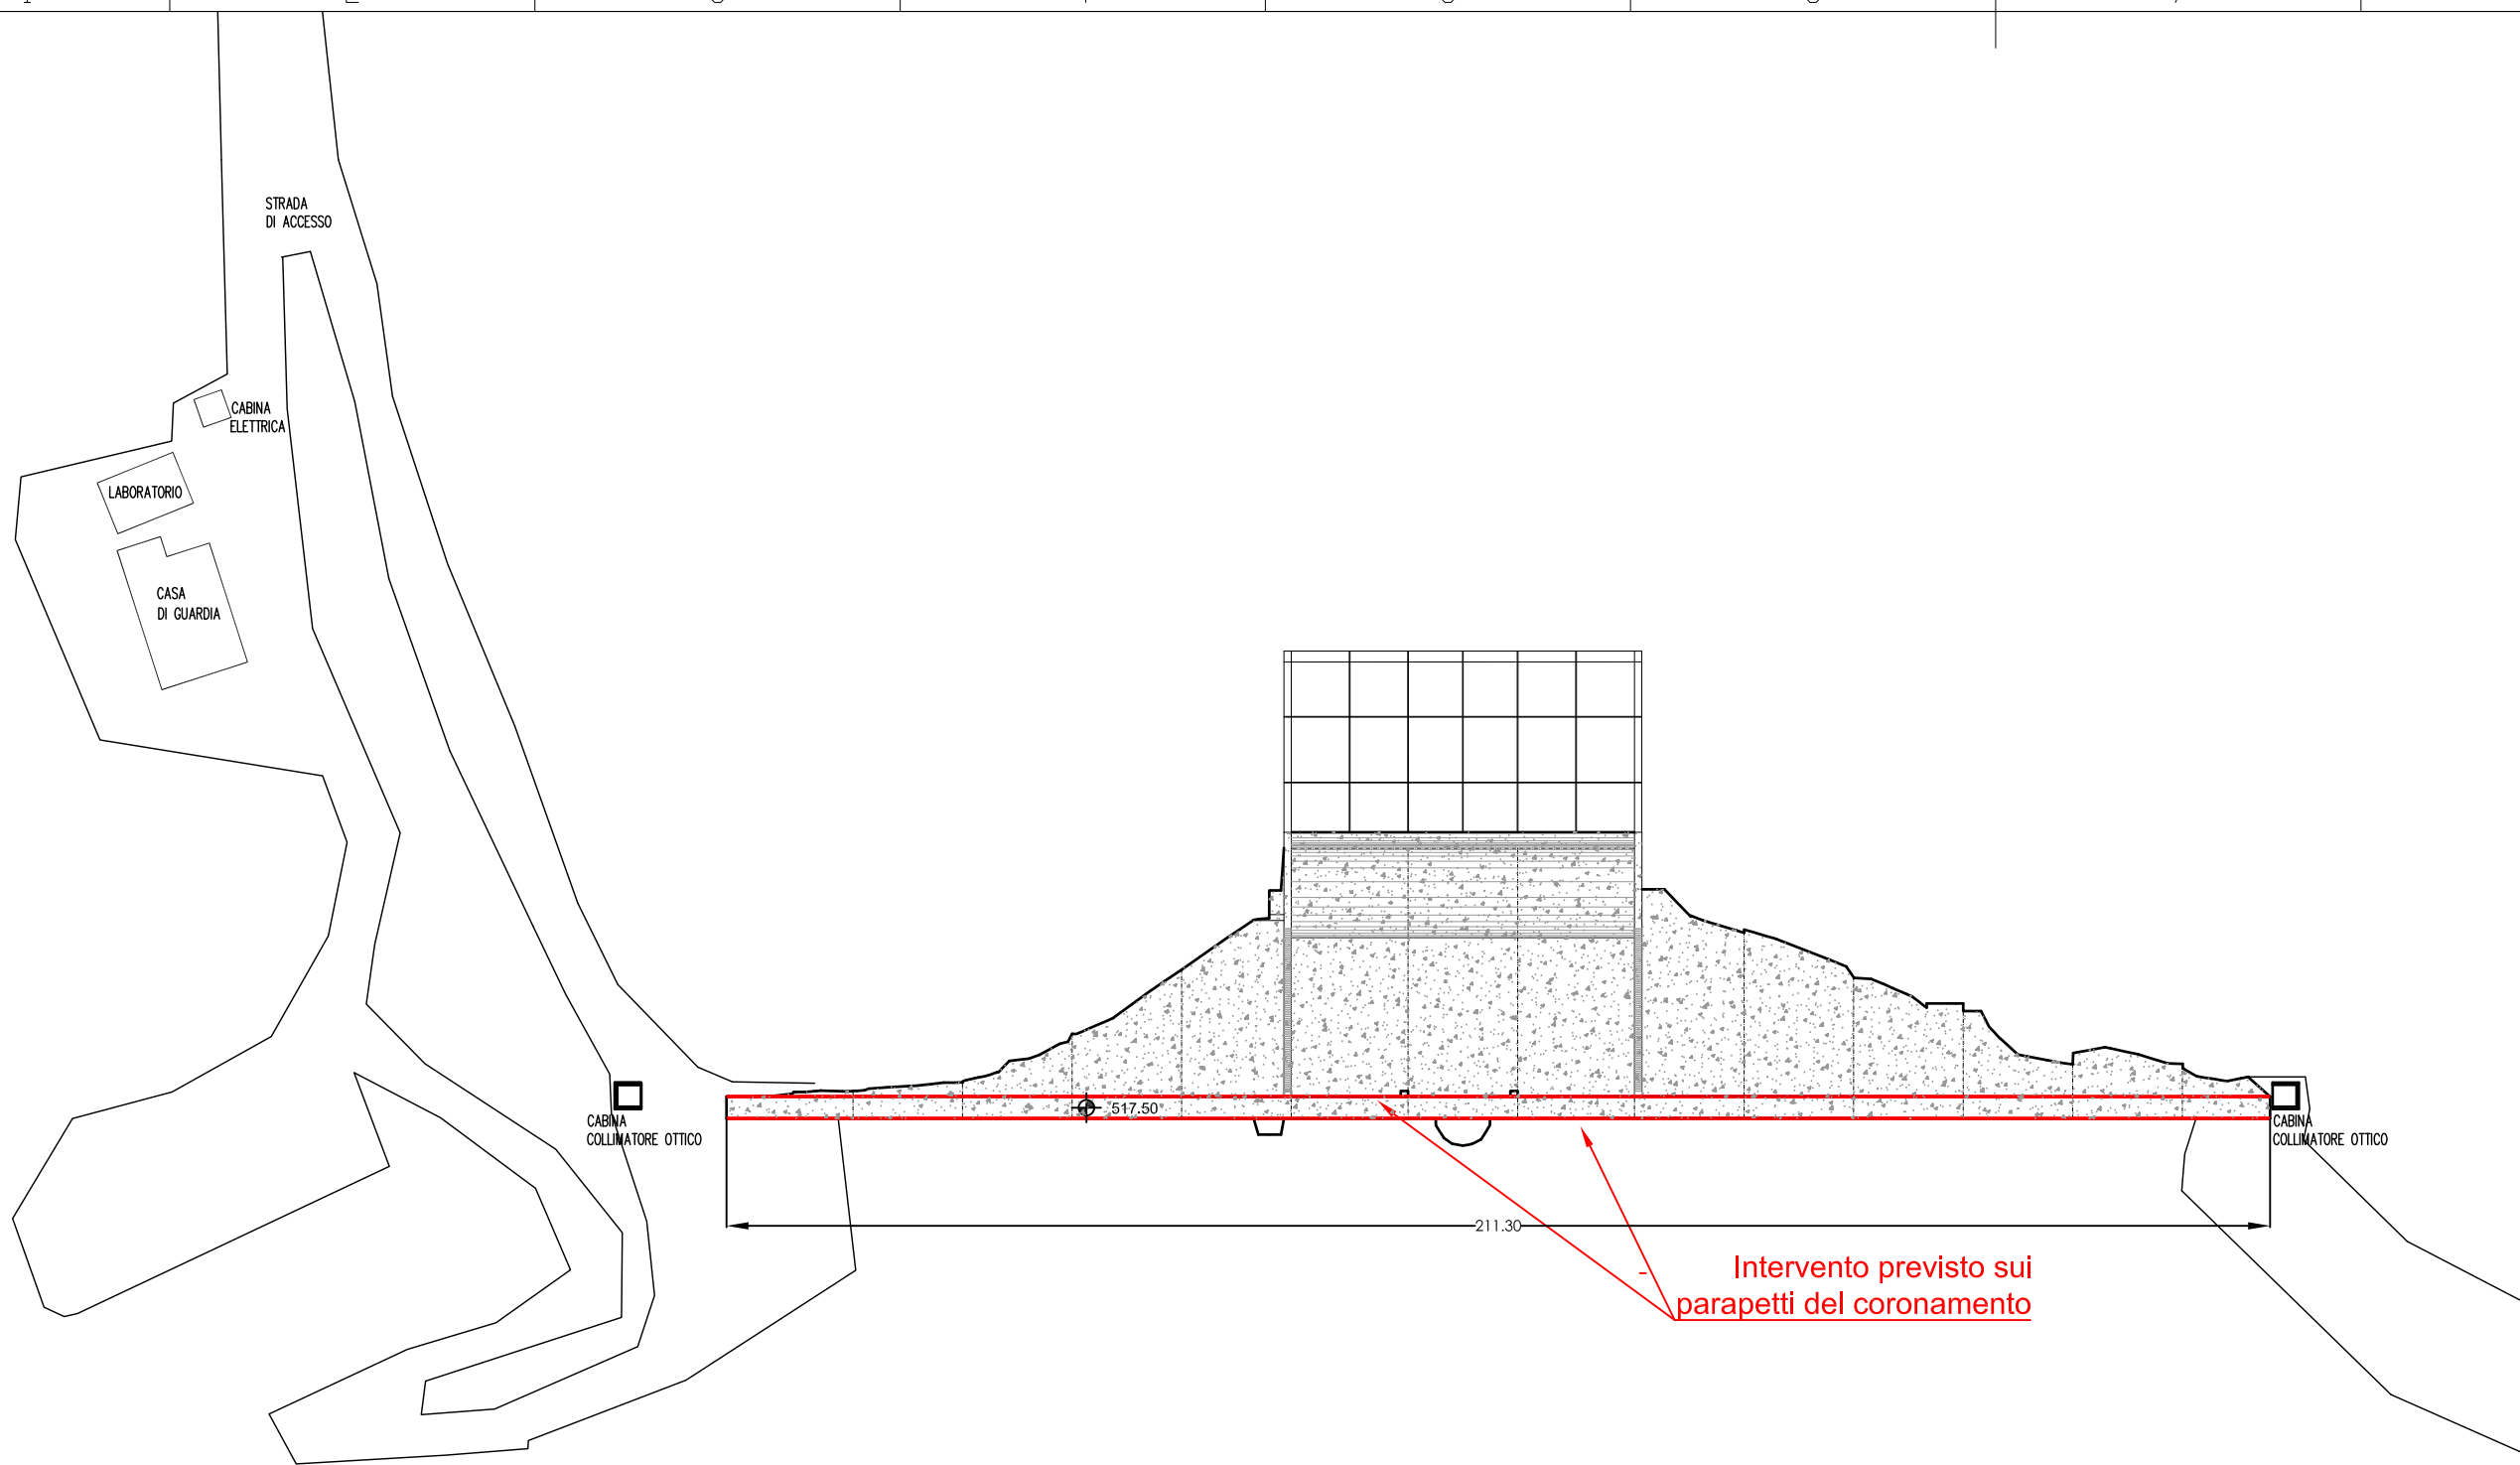 STRADA
DI ACCESSO
CABINA
ELETTRICA
LABORATORIO
CASA
DI GUARDIA
517.50
CABINA
COLLIMATORE OTTICO
CABINA
COLLIMATORE OTTICO
211.30
- Intervento previsto sui
parapetti del coronamento